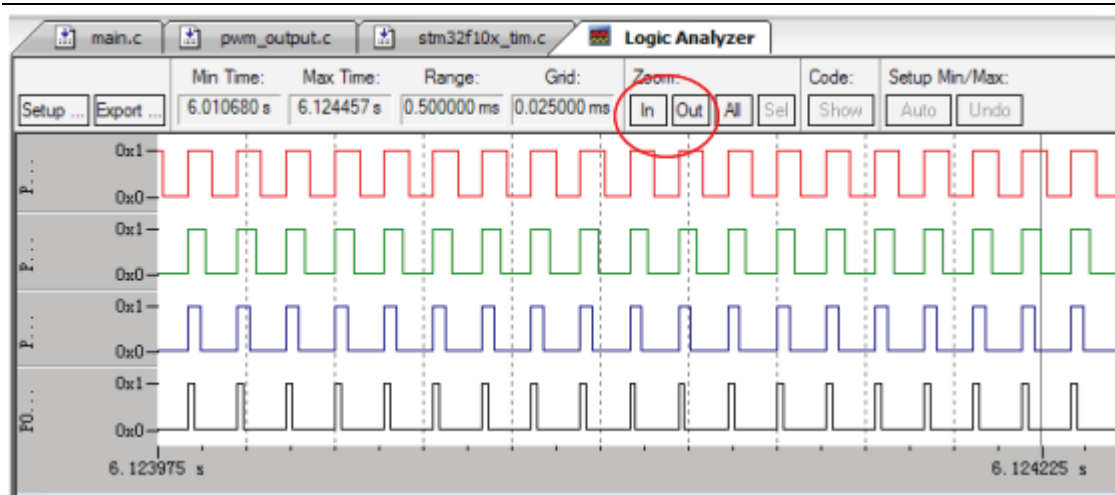 main.c pwm_output.c stm32f10x_tim.c Logic Analyzer
Min Time: Max Time: Range: Grid: Zoom: Code: Setup Min/Max:
Setup ... Export ... 6.010680 s 6.124457 s 0.500000 ms 0.025000 ms In Out All Sel Show Auto Undo
0x1
P...
0x0
0x1
P...
0x0
0x1
P...
0x0
0x1
P0...
0x0
6.123975 s 6.124225 s